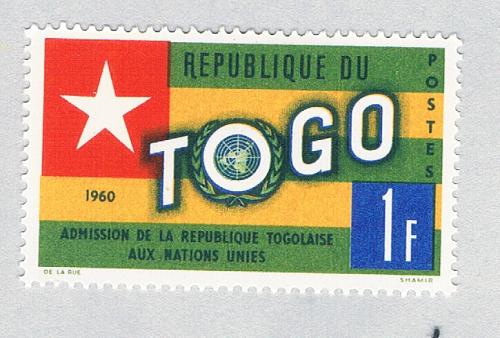 REPUBLIQUE DU
TOGO
POSTES
1960
1F
ADMISSION DE LA REPUBLIQUE TOGOLAISE
AUX NATIONS UNIES
DE LA RUE
SHAMIR